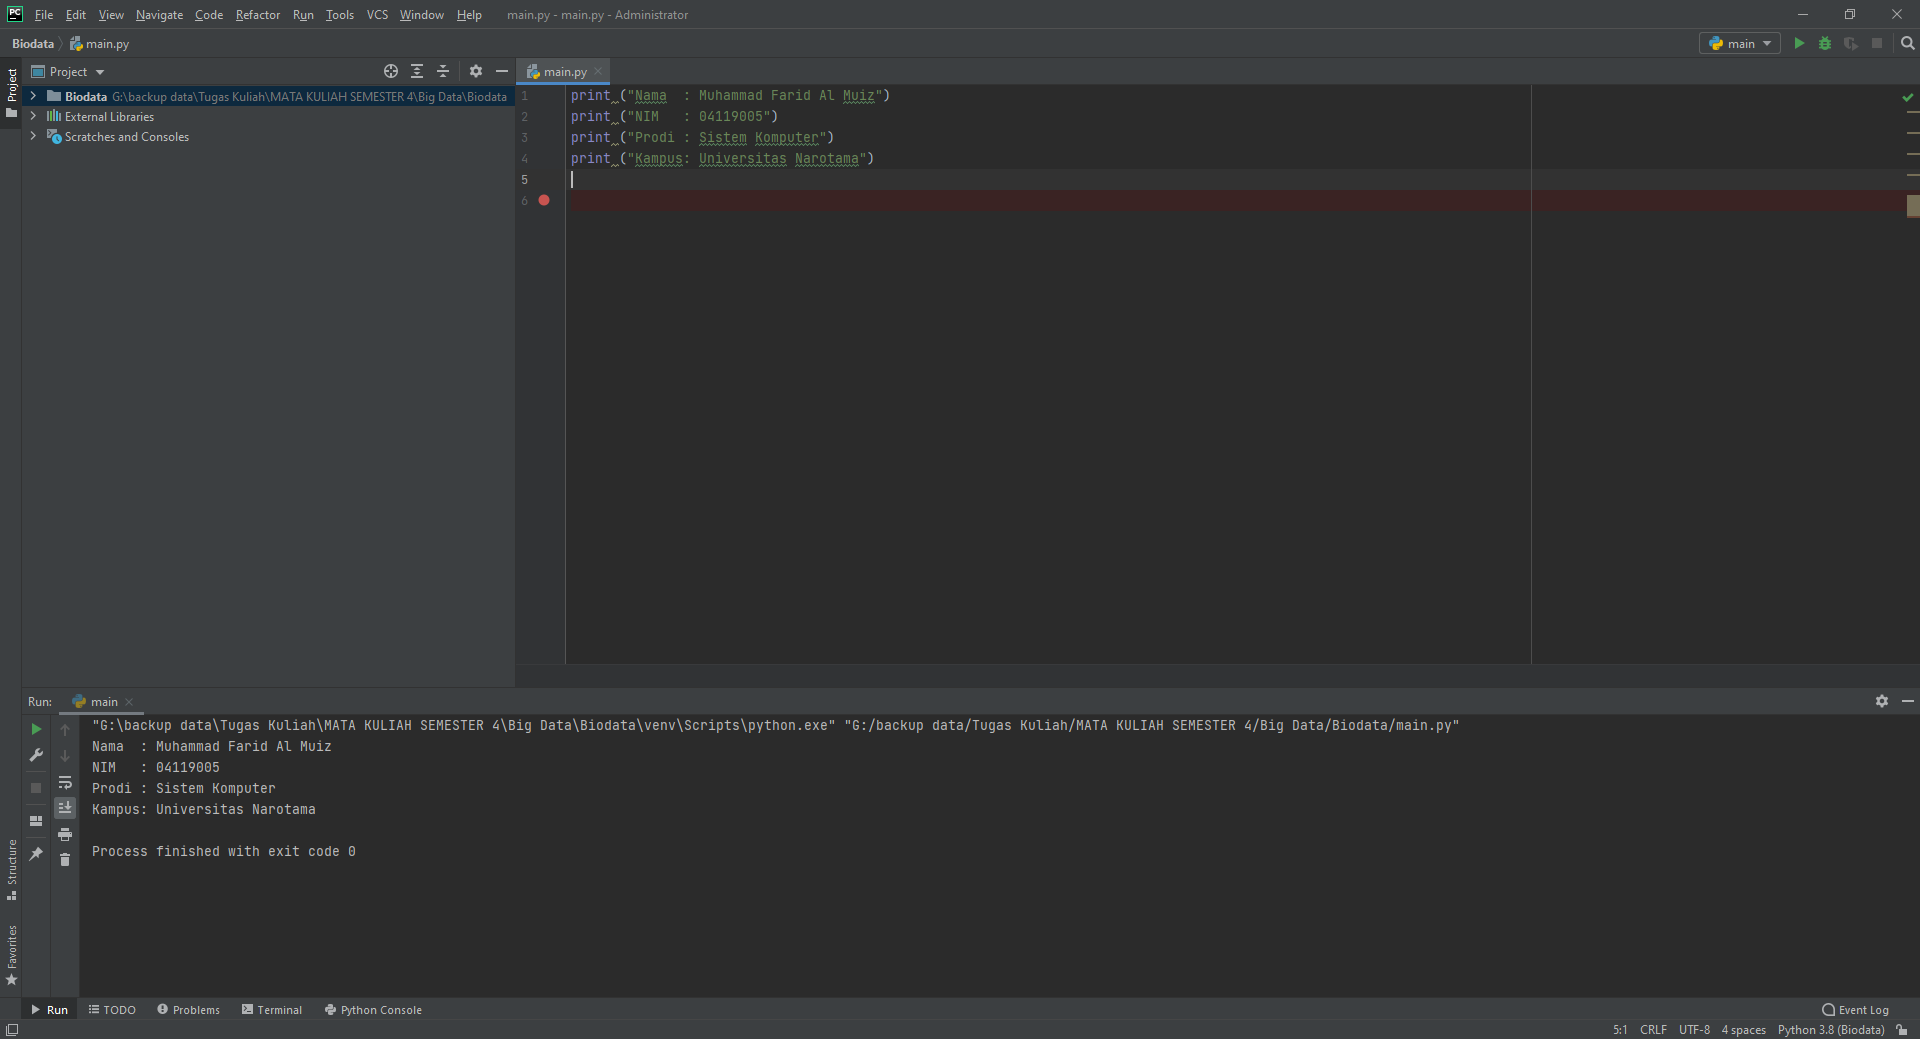 PC File Edit View Navigate Code Refactor Run Tools VCS Window Help main.py - main.py - Administrator
Biodata main.py main
Project
Project
main.py
Biodata G:\backup data\Tugas Kuliah\MATA KULIAH SEMESTER 4\Big Data\Biodata
External Libraries
Scratches and Consoles
1 print ("Nama  : Muhammad Farid Al Muiz")
2 print ("NIM   : 04119005")
3 print ("Prodi : Sistem Komputer")
4 print ("Kampus: Universitas Narotama")
5
6
Run: main
"G:\backup data\Tugas Kuliah\MATA KULIAH SEMESTER 4\Big Data\Biodata\venv\Scripts\python.exe" "G:/backup data/Tugas Kuliah/MATA KULIAH SEMESTER 4/Big Data/Biodata/main.py"
Nama  : Muhammad Farid Al Muiz
NIM   : 04119005
Prodi : Sistem Komputer
Kampus: Universitas Narotama
Process finished with exit code 0
Structure
Favorites
Run TODO Problems Terminal Python Console Event Log
5:1 CRLF UTF-8 4 spaces Python 3.8 (Biodata)